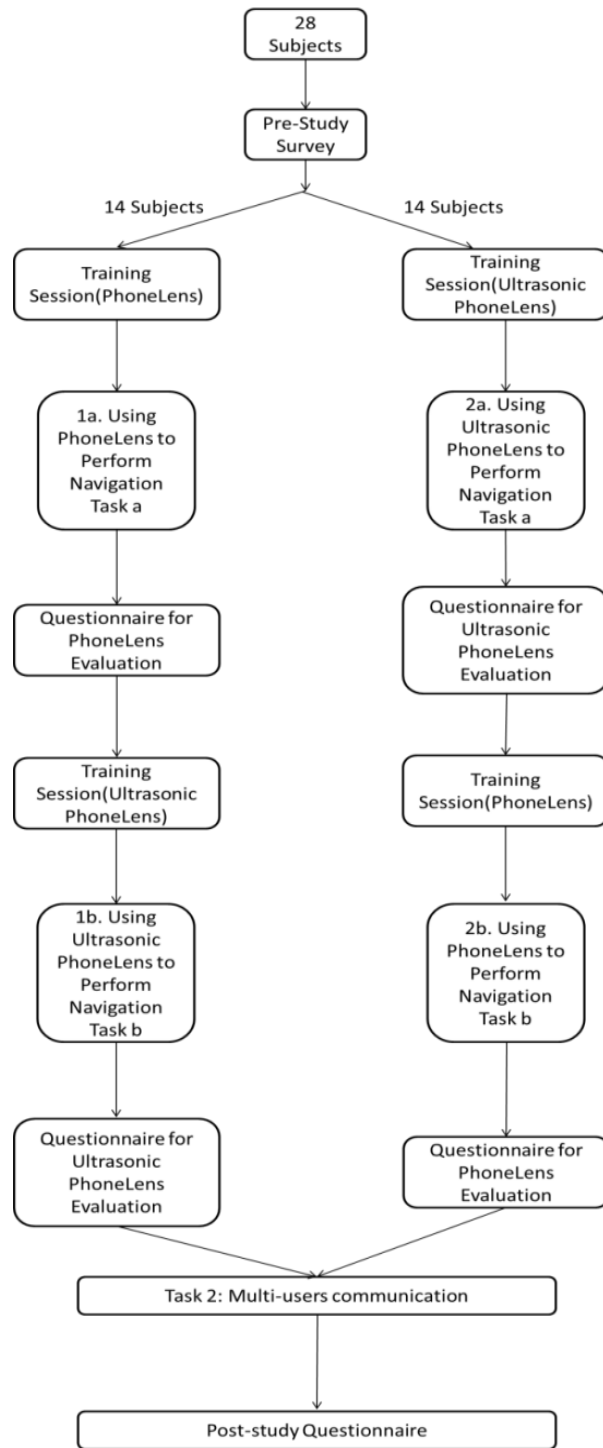 28
Subjects
Pre-Study
Survey
14 Subjects
14 Subjects
Training
Session(PhoneLens)
Training
Session(Ultrasonic
PhoneLens)
1a. Using
PhoneLens to
Perform
Navigation
Task a
2a. Using
Ultrasonic
PhoneLens to
Perform
Navigation
Task a
Questionnaire for
PhoneLens
Evaluation
Questionnaire for
Ultrasonic
PhoneLens
Evaluation
Training
Session(Ultrasonic
PhoneLens)
Training
Session(PhoneLens)
1b. Using
Ultrasonic
PhoneLens to
Perform
Navigation
Task b
2b. Using
PhoneLens to
Perform
Navigation
Task b
Questionnaire for
Ultrasonic
PhoneLens
Evaluation
Questionnaire for
PhoneLens
Evaluation
Task 2: Multi-users communication
Post-study Questionnaire